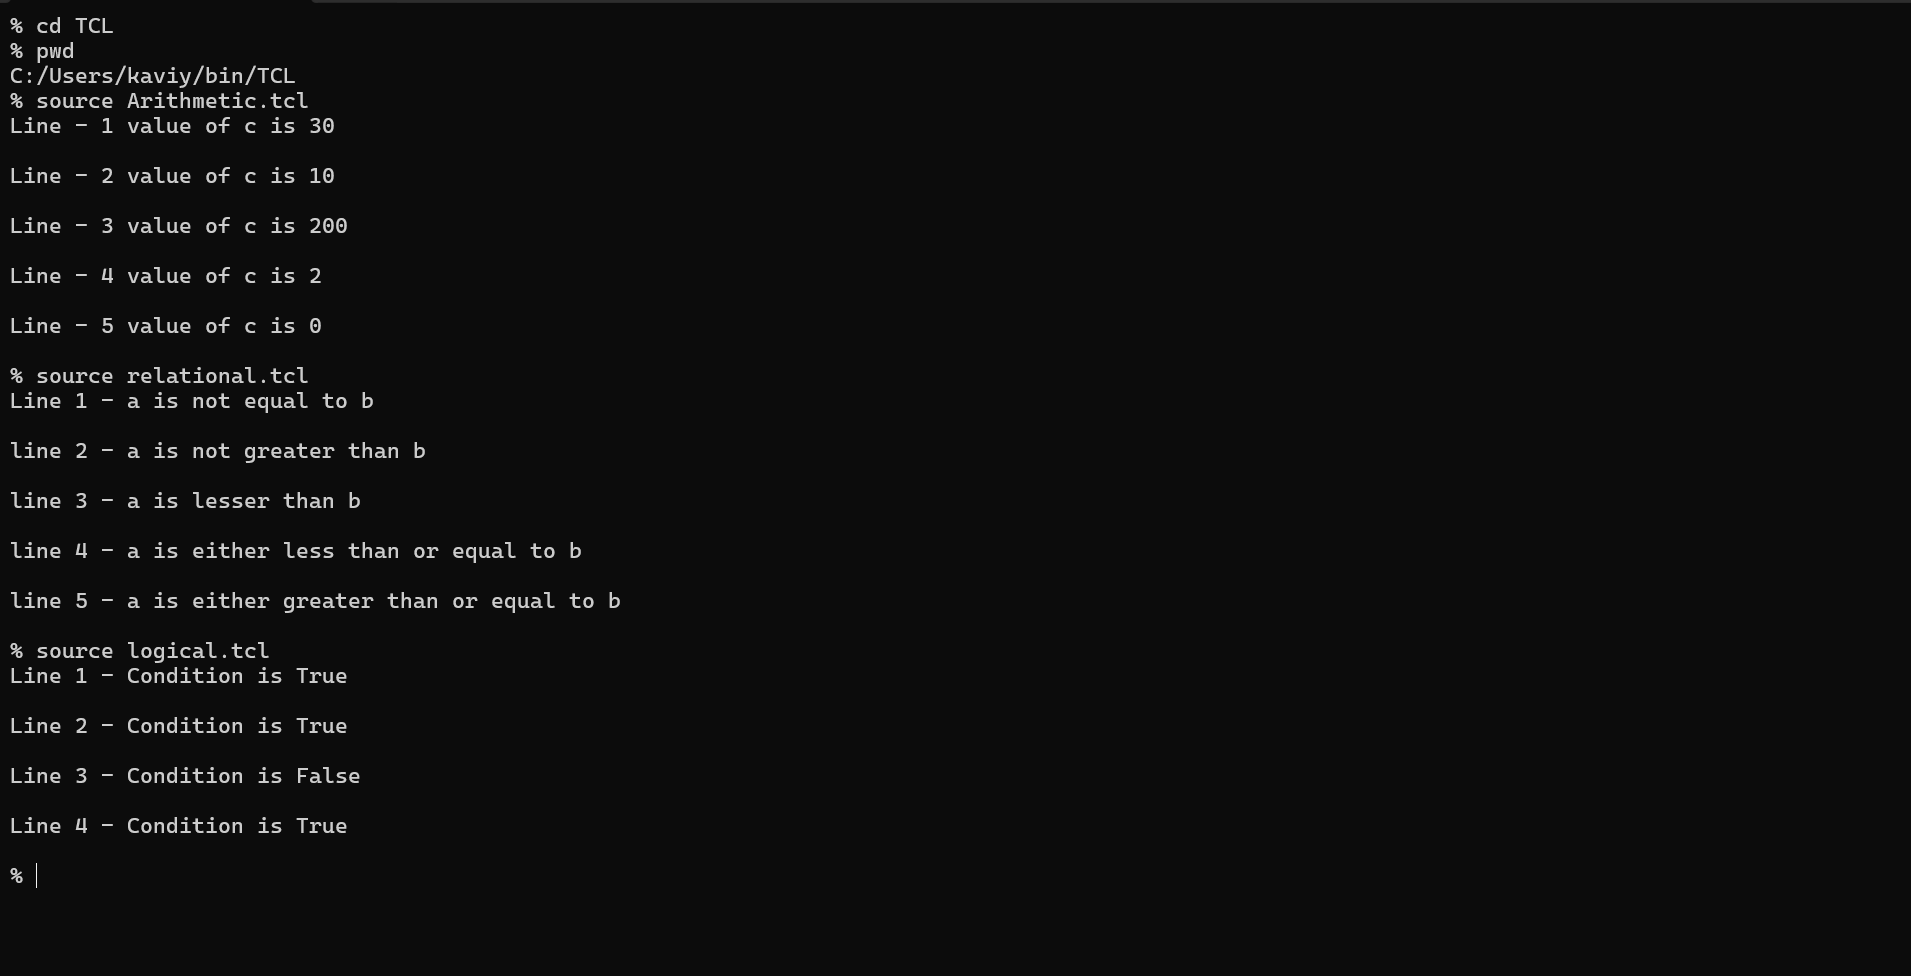 % cd TCL
% pwd
C:/Users/kaviy/bin/TCL
% source Arithmetic.tcl
Line - 1 value of c is 30
Line - 2 value of c is 10
Line - 3 value of c is 200
Line - 4 value of c is 2
Line - 5 value of c is 0
% source relational.tcl
Line 1 - a is not equal to b
line 2 - a is not greater than b
line 3 - a is lesser than b
line 4 - a is either less than or equal to b
line 5 - a is either greater than or equal to b
% source logical.tcl
Line 1 - Condition is True
Line 2 - Condition is True
Line 3 - Condition is False
Line 4 - Condition is True
%